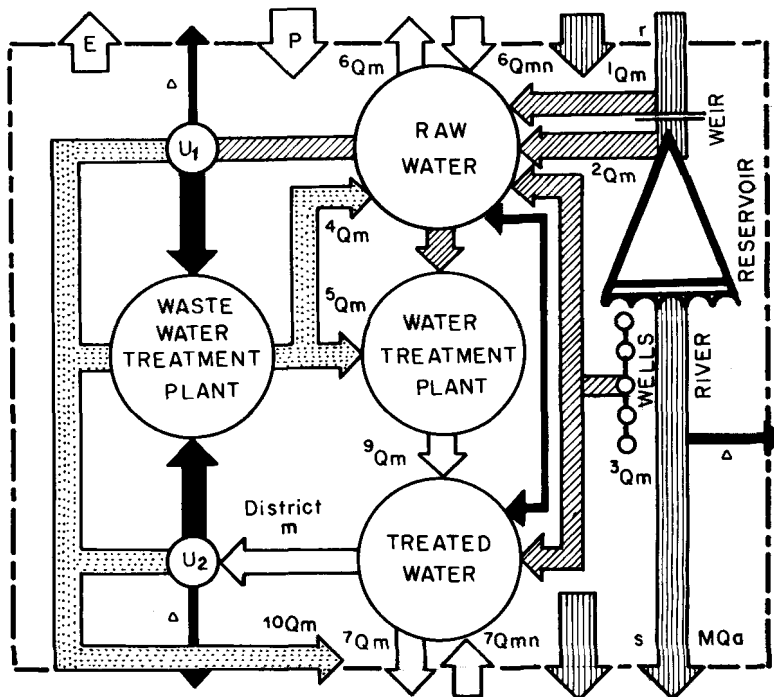 E
P
r
⁶Qm
⁶Qmn
¹Qm
Δ
RAW
WATER
WEIR
U₁
²Qm
RESERVOIR
⁴Qm
⁵Qm
WASTE
WATER
TREATMENT
PLANT
WATER
TREATMENT
PLANT
WELLS
RIVER
⁹Qm
³Qm
Δ
District
m
TREATED
WATER
U₂
Δ
¹⁰Qm
⁷Qm
⁷Qmn
s
MQa